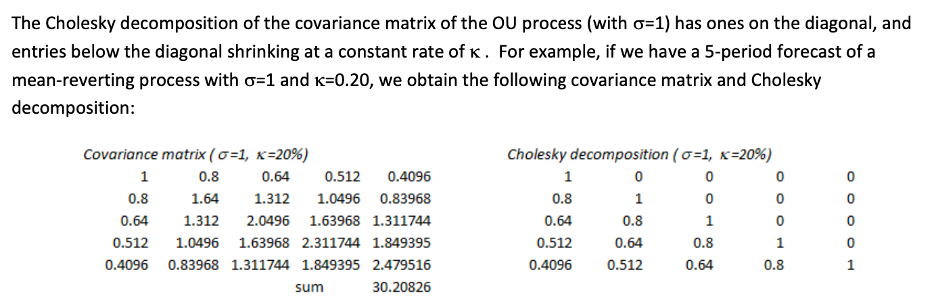 The Cholesky decomposition of the covariance matrix of the OU process (with σ=1) has ones on the diagonal, and
entries below the diagonal shrinking at a constant rate of κ. For example, if we have a 5-period forecast of a
mean-reverting process with σ=1 and κ=0.20, we obtain the following covariance matrix and Cholesky
decomposition:
Covariance matrix ( σ=1, κ=20%) Cholesky decomposition ( σ=1, κ=20%)
1 0.8 0.64 0.512 0.4096 1 0 0 0 0
0.8 1.64 1.312 1.0496 0.83968 0.8 1 0 0 0
0.64 1.312 2.0496 1.63968 1.311744 0.64 0.8 1 0 0
0.512 1.0496 1.63968 2.311744 1.849395 0.512 0.64 0.8 1 0
0.4096 0.83968 1.311744 1.849395 2.479516 0.4096 0.512 0.64 0.8 1
sum 30.20826